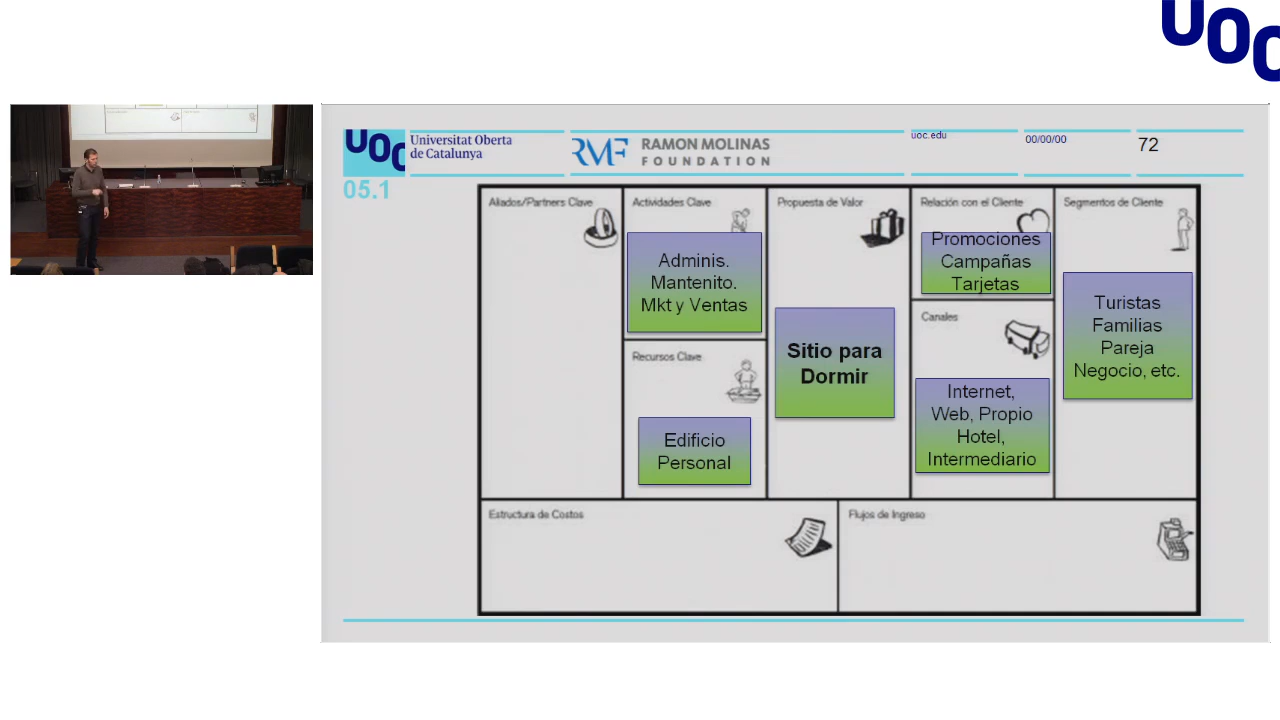 UOC
UOC
Universitat Oberta
de Catalunya
RMF
RAMON MOLINAS
FOUNDATION
uoc.edu
00/00/00
72
05.1
Aliados/Partners Clave
Actividades Clave
Adminis.
Mantenito.
Mkt y Ventas
Recursos Clave
Edificio
Personal
Propuesta de Valor
Sitio para
Dormir
Relación con el Cliente
Promociones
Campañas
Tarjetas
Canales
Internet,
Web, Propio
Hotel,
Intermediario
Segmentos de Cliente
Turistas
Familias
Pareja
Negocio, etc.
Estructura de Costos
Flujos de Ingreso